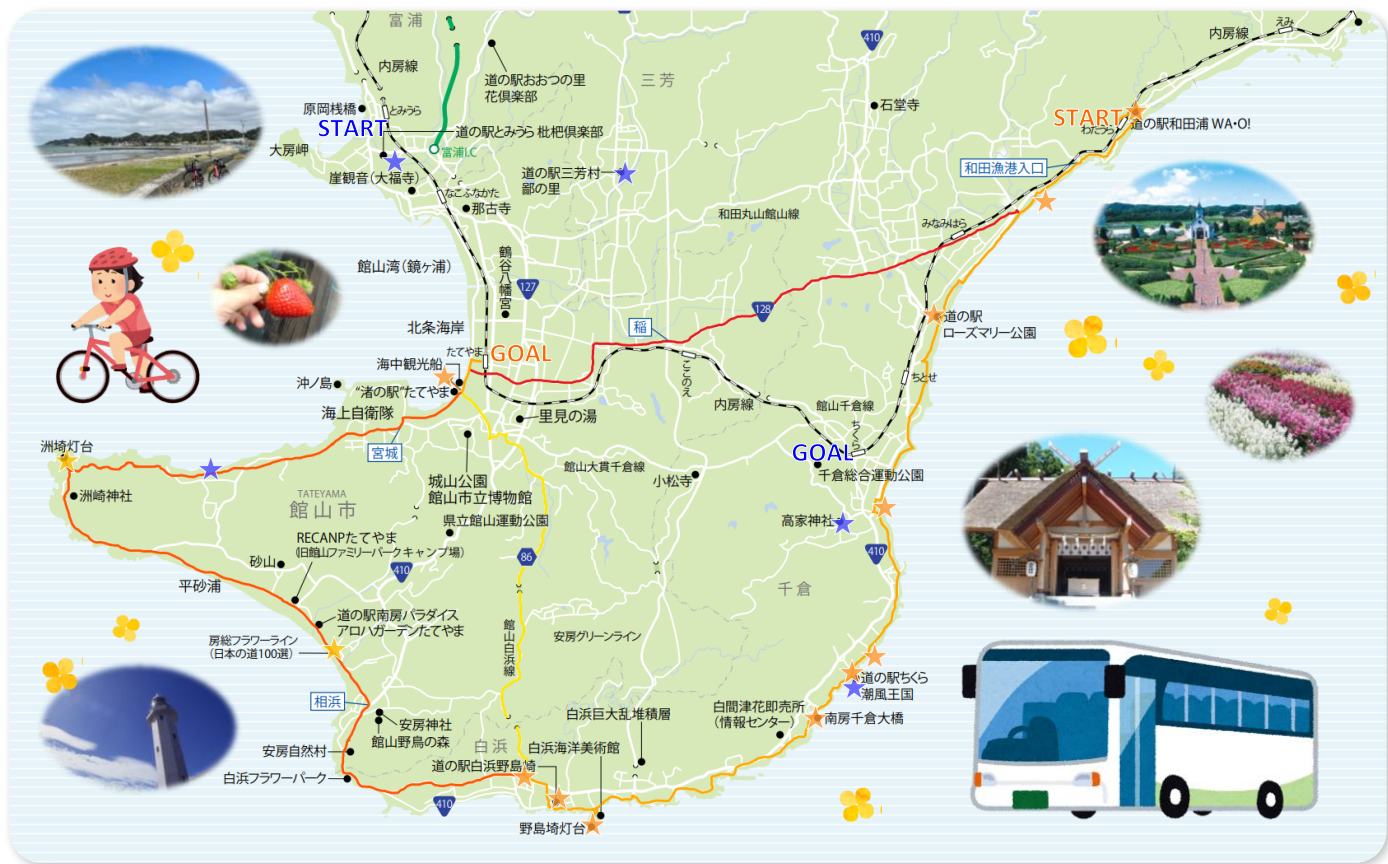 富浦
内房線
えみ
内房線
410
道の駅おおつの里
花倶楽部
三芳
原岡桟橋
とみうら
石堂寺
START
道の駅とみうら 枇杷倶楽部
START
道の駅和田浦 WA・O!
わだうら
大房岬
富浦I.C
和田漁港入口
崖観音(大福寺)
道の駅三芳村
鄙の里
なこふなかた
那古寺
和田丸山館山線
みなみはら
館山湾(鏡ヶ浦)
鶴谷八幡宮
127
128
道の駅
ローズマリー公園
北条海岸
稲
たてやま
GOAL
海中観光船
沖ノ島
“渚の駅”たてやま
ここのえ
ちとせ
内房線
館山千倉線
海上自衛隊
里見の湯
ちくら
洲埼灯台
宮城
GOAL
千倉総合運動公園
館山大貫千倉線
小松寺
城山公園
館山市立博物館
洲崎神社
TATEYAMA
館山市
県立館山運動公園
高家神社
RECANPたてやま
(旧館山ファミリーパークキャンプ場)
砂山
410
86
410
平砂浦
千倉
道の駅南房パラダイス
アロハガーデンたてやま
房総フラワーライン
(日本の道100選)
館山白浜線
安房グリーンライン
道の駅ちくら
潮風王国
相浜
安房神社
館山野鳥の森
白浜巨大乱堆積層
白間津花即売所
(情報センター)
南房千倉大橋
安房自然村
白浜
白浜海洋美術館
道の駅白浜野島崎
白浜フラワーパーク
410
野島埼灯台